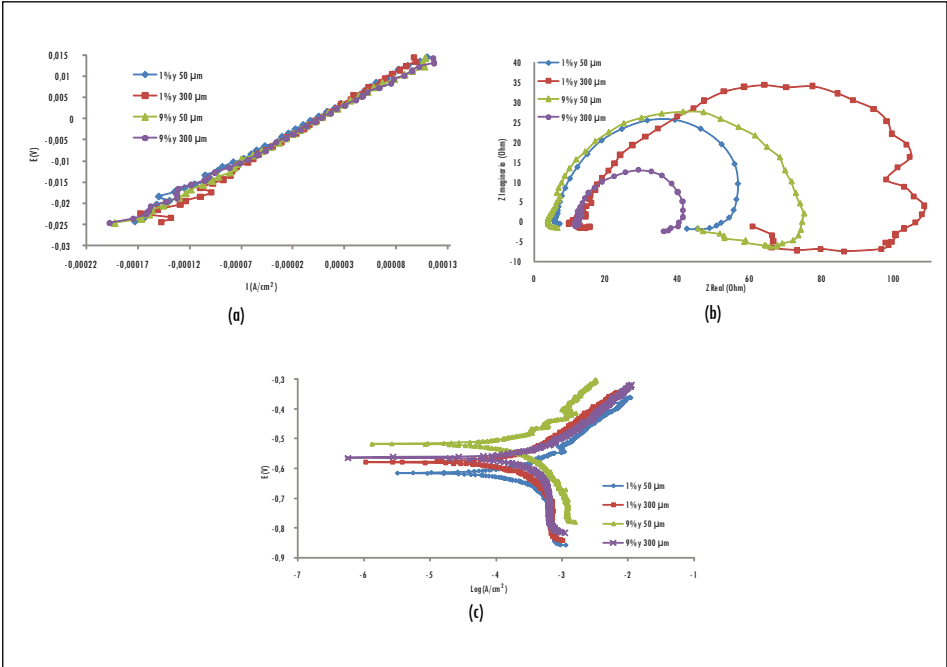 0,015
0,01
0,005
0
-0,005
-0,01
-0,015
-0,02
-0,025
-0,03
E(V)
1% y 50 µm
1% y 300 µm
9% y 50 µm
9% y 300 µm
-0,00022 -0,00017 -0,00012 -0,00007 -0,00002 0,00003 0,00008 0,00013
I (A/cm²)
(a)
40
35
30
25
20
15
10
5
0
-5
-10
Z Imaginario (Ohm)
1% y 50 µm
1% y 300 µm
9% y 50 µm
9% y 300 µm
0 20 40 60 80 100
Z Real (Ohm)
(b)
-0,3
-0,4
-0,5
-0,6
-0,7
-0,8
-0,9
E(V)
1% y 50 µm
1% y 300 µm
9% y 50 µm
9% y 300 µm
-7 -6 -5 -4 -3 -2 -1
Log (A/cm²)
(c)